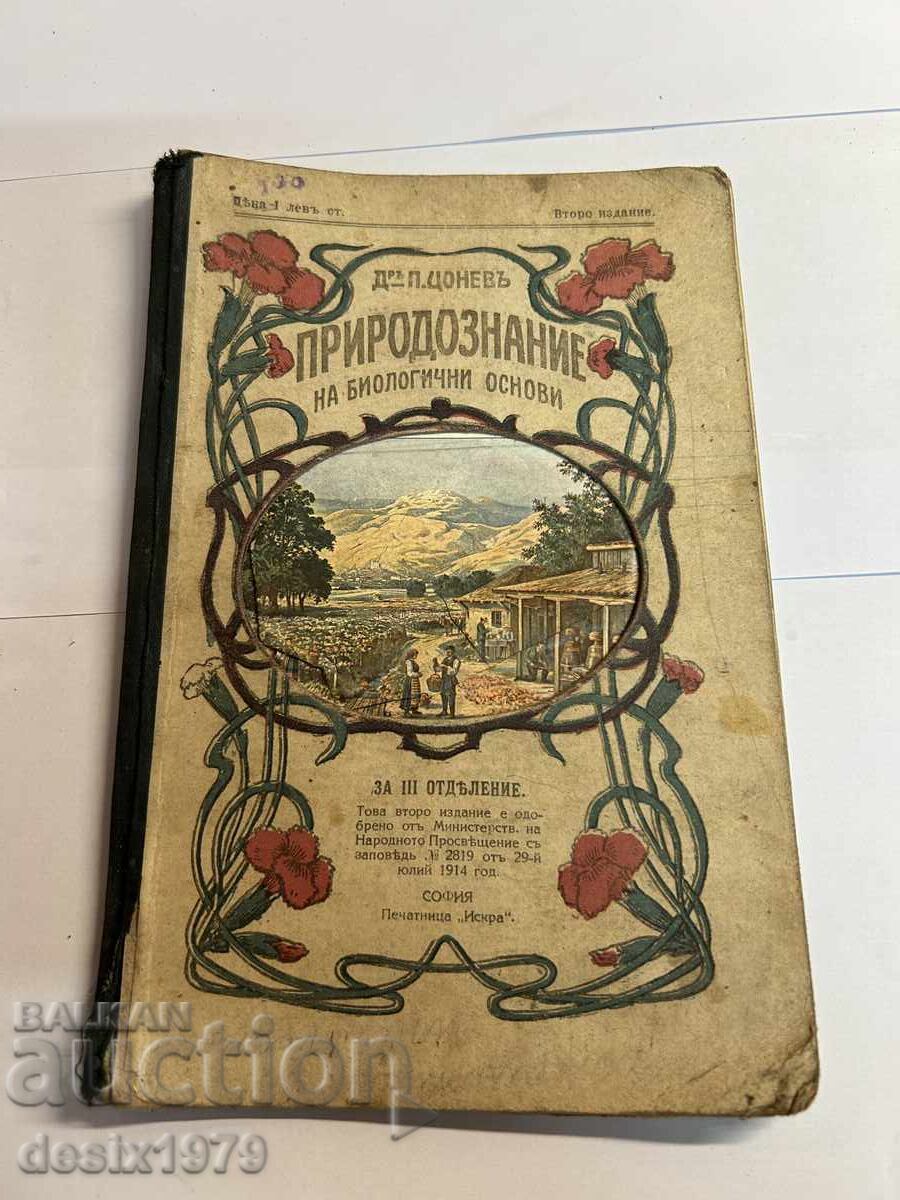 Цѣна 1 левъ ст.
Второ издание.
Дръ П. ЦОНЕВЪ
ПРИРОДОЗНАНИЕ
НА БИОЛОГИЧНИ ОСНОВИ
ЗА III ОТДѢЛЕНИЕ.
Това второ издание е одо-
брено отъ Министерств. на
Народното Просвѣщение съ
заповѣдь № 2819 отъ 29-й
юлий 1914 год.
СОФИЯ
Печатница „Искра“.
BALKAN
auction
desix1979